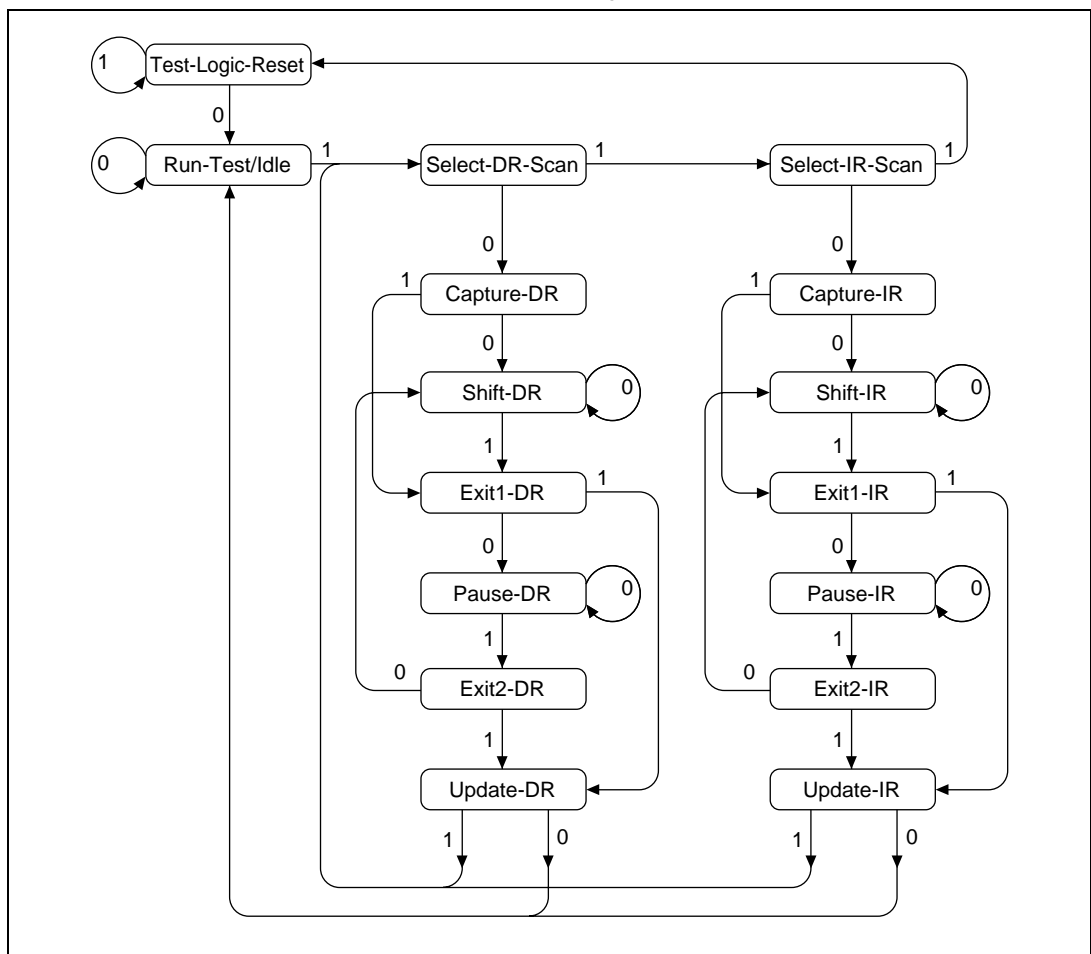 1
Test-Logic-Reset
0
0
Run-Test/Idle
1
Select-DR-Scan
1
Select-IR-Scan
1
0
0
1
Capture-DR
1
Capture-IR
0
0
Shift-DR
0
Shift-IR
0
1
1
Exit1-DR
1
Exit1-IR
1
0
0
Pause-DR
0
Pause-IR
0
1
1
0
Exit2-DR
0
Exit2-IR
1
1
Update-DR
Update-IR
1
0
1
0